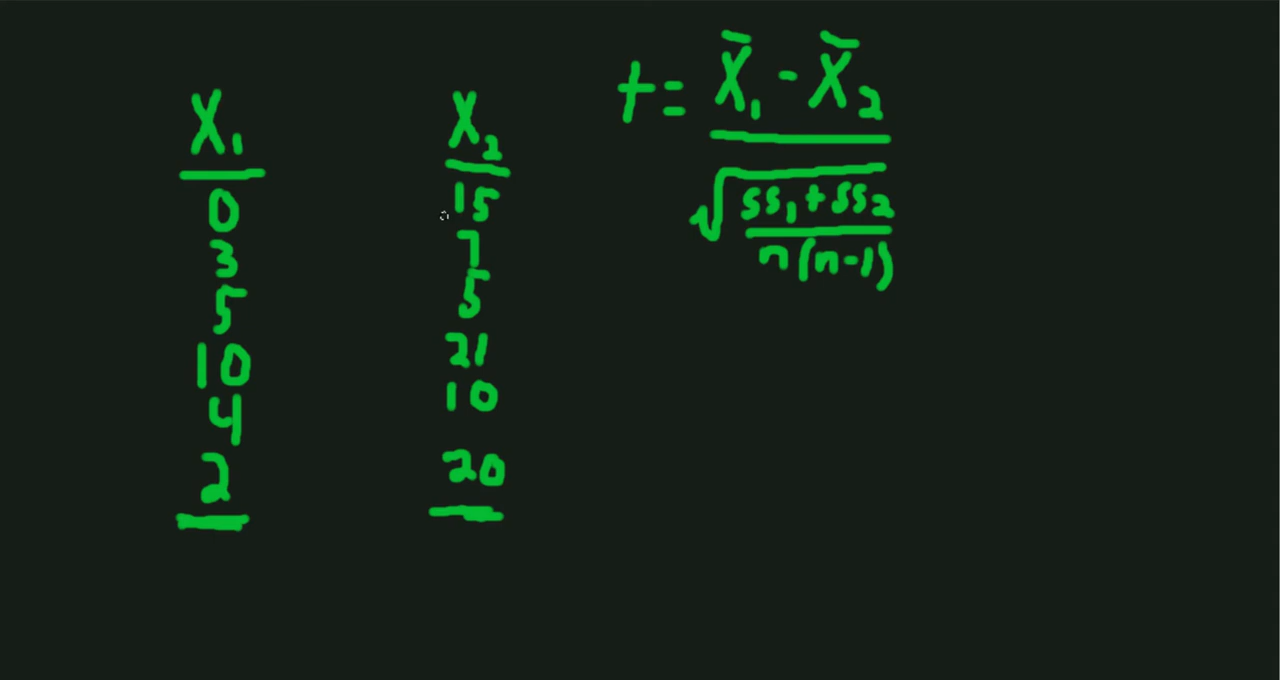 X₁
0
3
5
10
4
2
X₂
15
7
5
21
10
20
t = X̄₁ - X̄₂
√ SS₁ + SS₂
n(n-1)